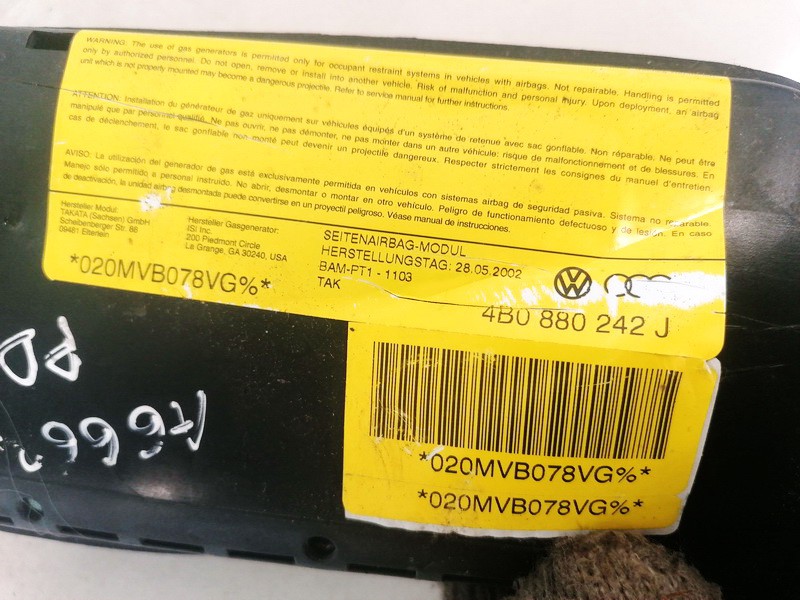 WARNING: The use of gas generators is permitted only for occupant restraint systems in vehicles with airbags. Not repairable. Handling is permitted
only by authorized personnel. Do not open, remove or install into another vehicle. Risk of malfunction and personal injury. Upon deployment, an airbag
unit which is not properly mounted may become a dangerous projectile. Refer to service manual for further instructions.
ATTENTION: Installation du générateur de gaz uniquement sur véhicules équipés d'un système de retenue avec sac gonflable. Non réparable. Ne peut être
manipulé que par personnel qualifié. Ne pas ouvrir, ne pas démonter, ne pas monter dans un autre véhicule: risque de malfonctionnement et de blessures. En
cas de déclenchement, le sac gonflable non monté peut devenir un projectile dangereux. Respecter strictement les consignes du manuel d'entretien.
AVISO: La utilización del generador de gas está exclusivamente permitida en vehículos con sistemas airbag de seguridad pasiva. Sistema no reparable.
Manejo sólo permitido a personal instruido. No abrir, desmontar o montar en otro vehículo. Peligro de funcionamiento defectuoso y de lesión. En caso
de desactivación, la unidad airbag desmontada puede convertirse en un proyectil peligroso. Véase manual de instrucciones.
Hersteller Modul:
TAKATA (Sachsen) GmbH
Scheibenberger Str. 88
09481 Elterlein
Hersteller Gasgenerator:
ISI Inc.
200 Piedmont Circle
La Grange, GA 30240, USA
SEITENAIRBAG-MODUL
HERSTELLUNGSTAG: 28.05.2002
BAM-PT1 - 1103
TAK
*020MVB078VG%*
4B0 880 242 J
*020MVB078VG%*
*020MVB078VG%*